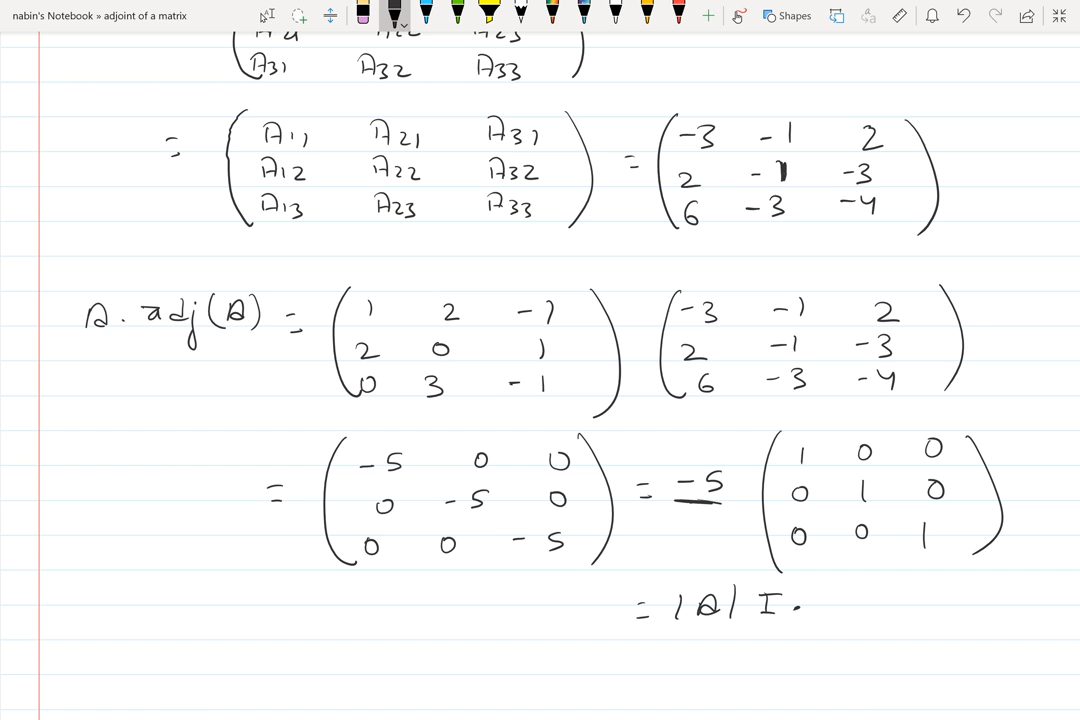 nabin's Notebook » adjoint of a matrix
Shapes
A22 A23
A31 A32 A33
= ( A11 A21 A31 ) = ( -3 -1 2 )
A12 A22 A32 2 -1 -3
A13 A23 A33 6 -3 -4
A. adj(A) = ( 1 2 -1 ) ( -3 -1 2 )
2 0 1 2 -1 -3
0 3 -1 6 -3 -4
= ( -5 0 0 ) = -5 ( 1 0 0 )
0 -5 0 0 1 0
0 0 -5 0 0 1
= |A| I.